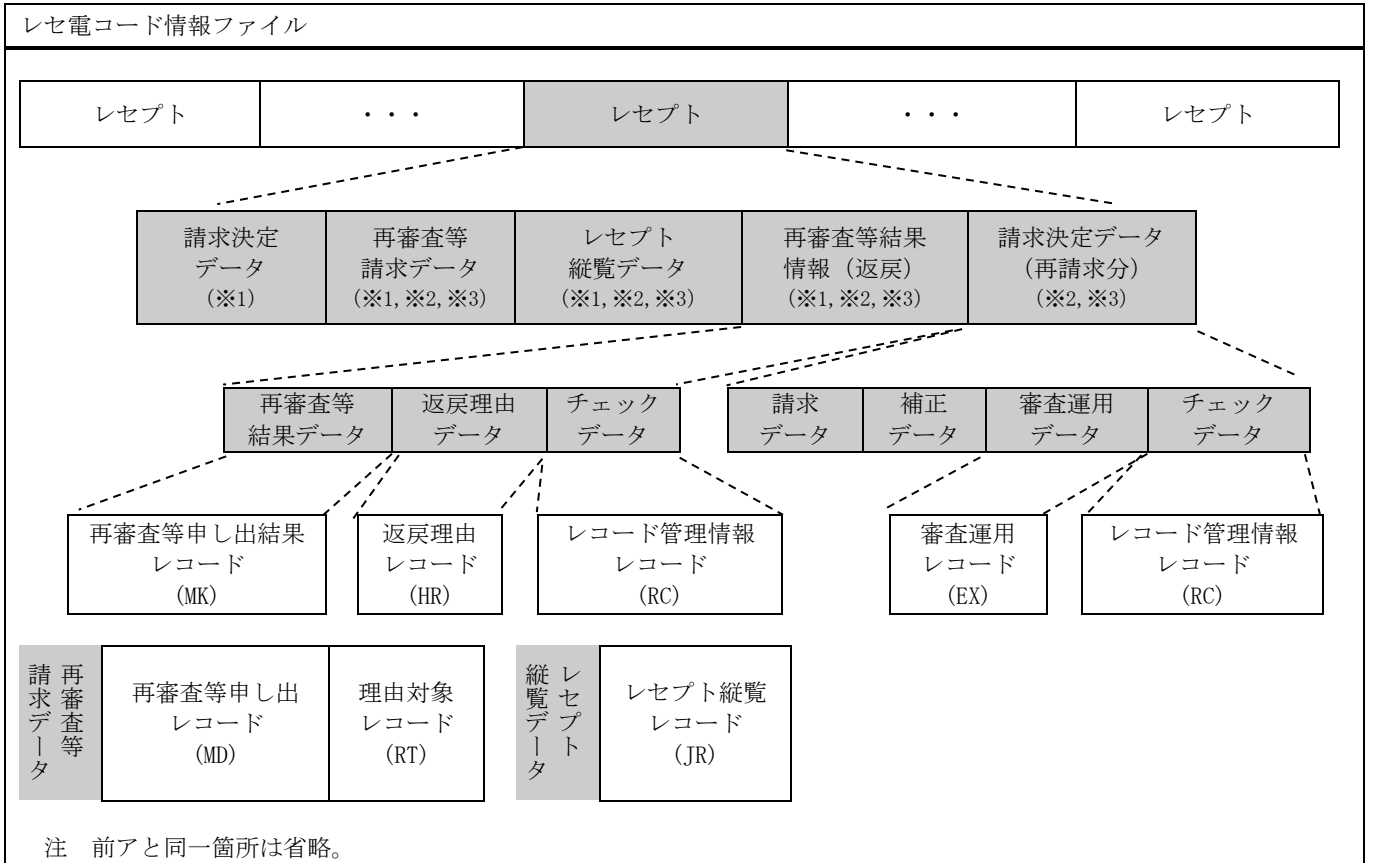 レセ電コード情報ファイル
レセプト
・・・
レセプト
・・・
レセプト
請求決定
データ
(※1)
再審査等
請求データ
(※1,※2,※3)
レセプト
縦覧データ
(※1,※2,※3)
再審査等結果
情報（返戻）
(※1,※2,※3)
請求決定データ
（再請求分）
(※2,※3)
再審査等
結果データ
返戻理由
データ
チェック
データ
請求
データ
補正
データ
審査運用
データ
チェック
データ
再審査等申し出結果
レコード
(MK)
返戻理由
レコード
(HR)
レコード管理情報
レコード
(RC)
審査運用
レコード
(EX)
レコード管理情報
レコード
(RC)
再審査等
請求データ
再審査等申し出
レコード
(MD)
理由対象
レコード
(RT)
レセプト
縦覧データ
レセプト縦覧
レコード
(JR)
注　前アと同一箇所は省略。